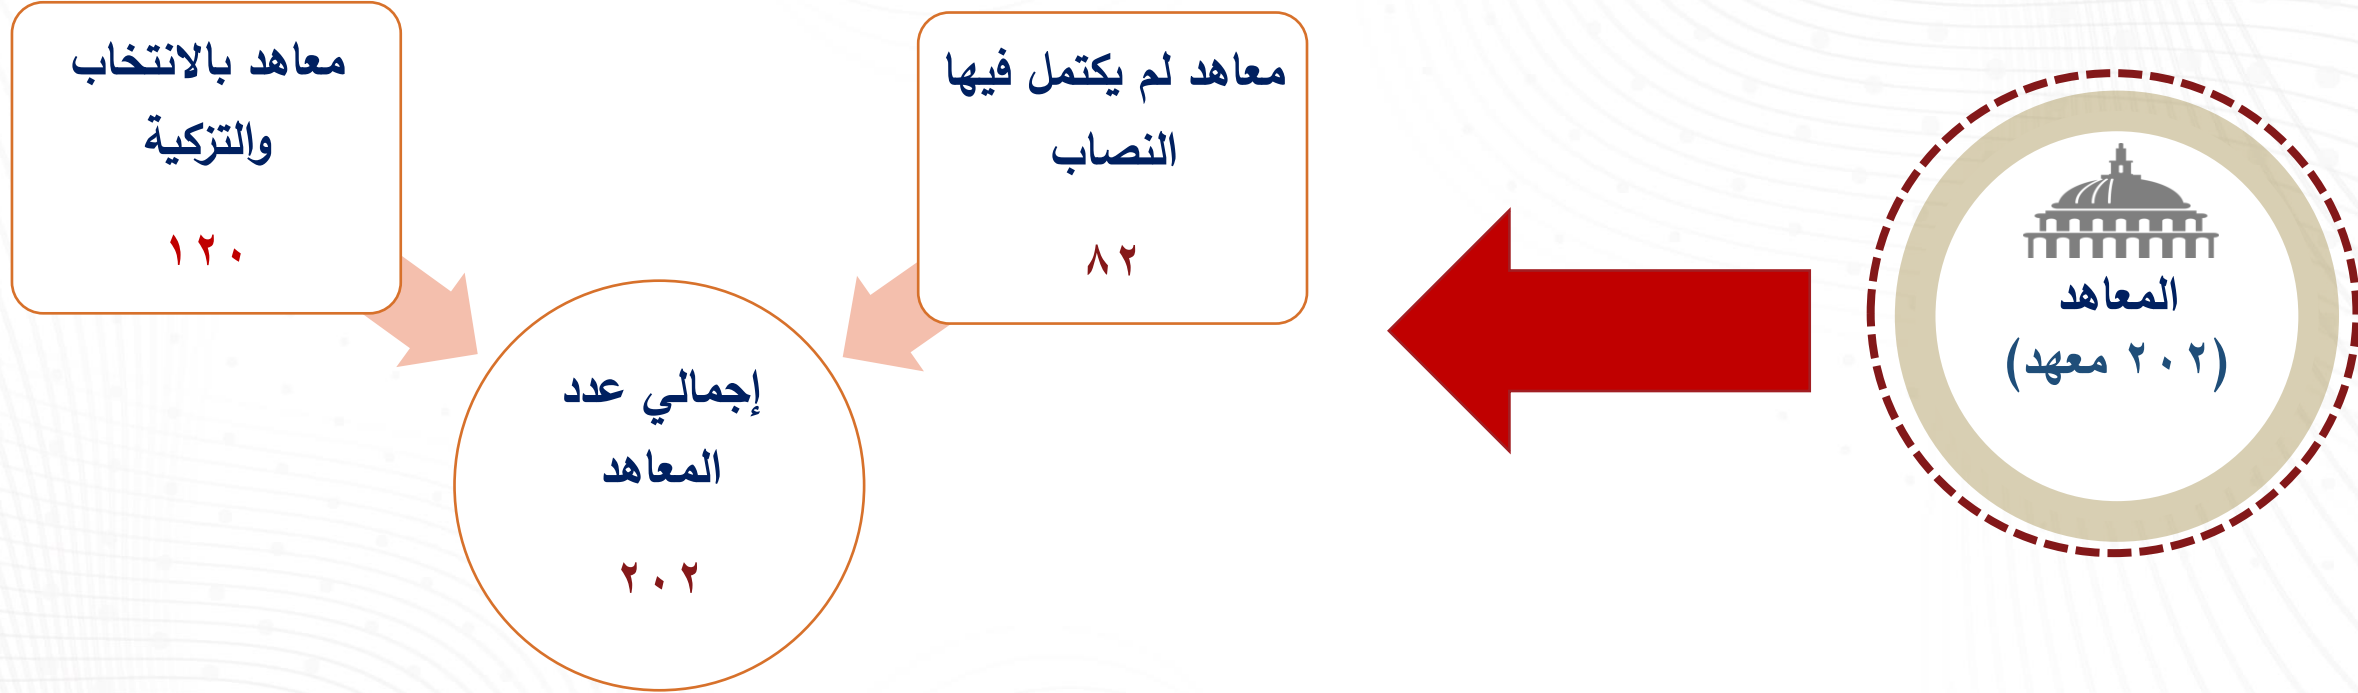 المعاهد
(٢٠٢ معهد)
معاهد لم يكتمل فيها
النصاب
٨٢
معاهد بالانتخاب
والتزكية
١٢٠
إجمالي عدد
المعاهد
٢٠٢